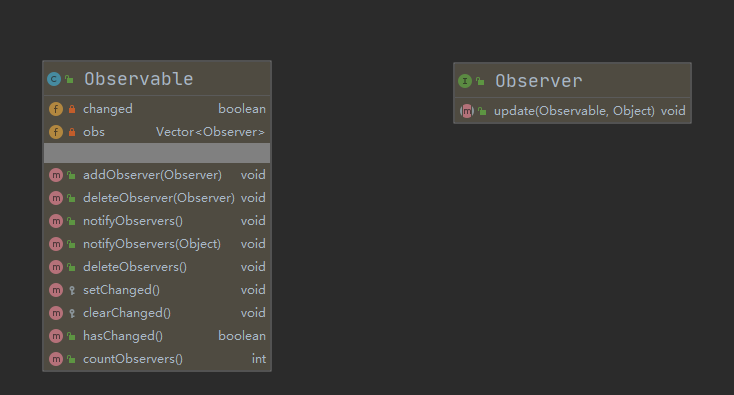 Observable
changed boolean
obs Vector<Observer>
addObserver(Observer) void
deleteObserver(Observer) void
notifyObservers() void
notifyObservers(Object) void
deleteObservers() void
setChanged() void
clearChanged() void
hasChanged() boolean
countObservers() int
Observer
update(Observable, Object) void